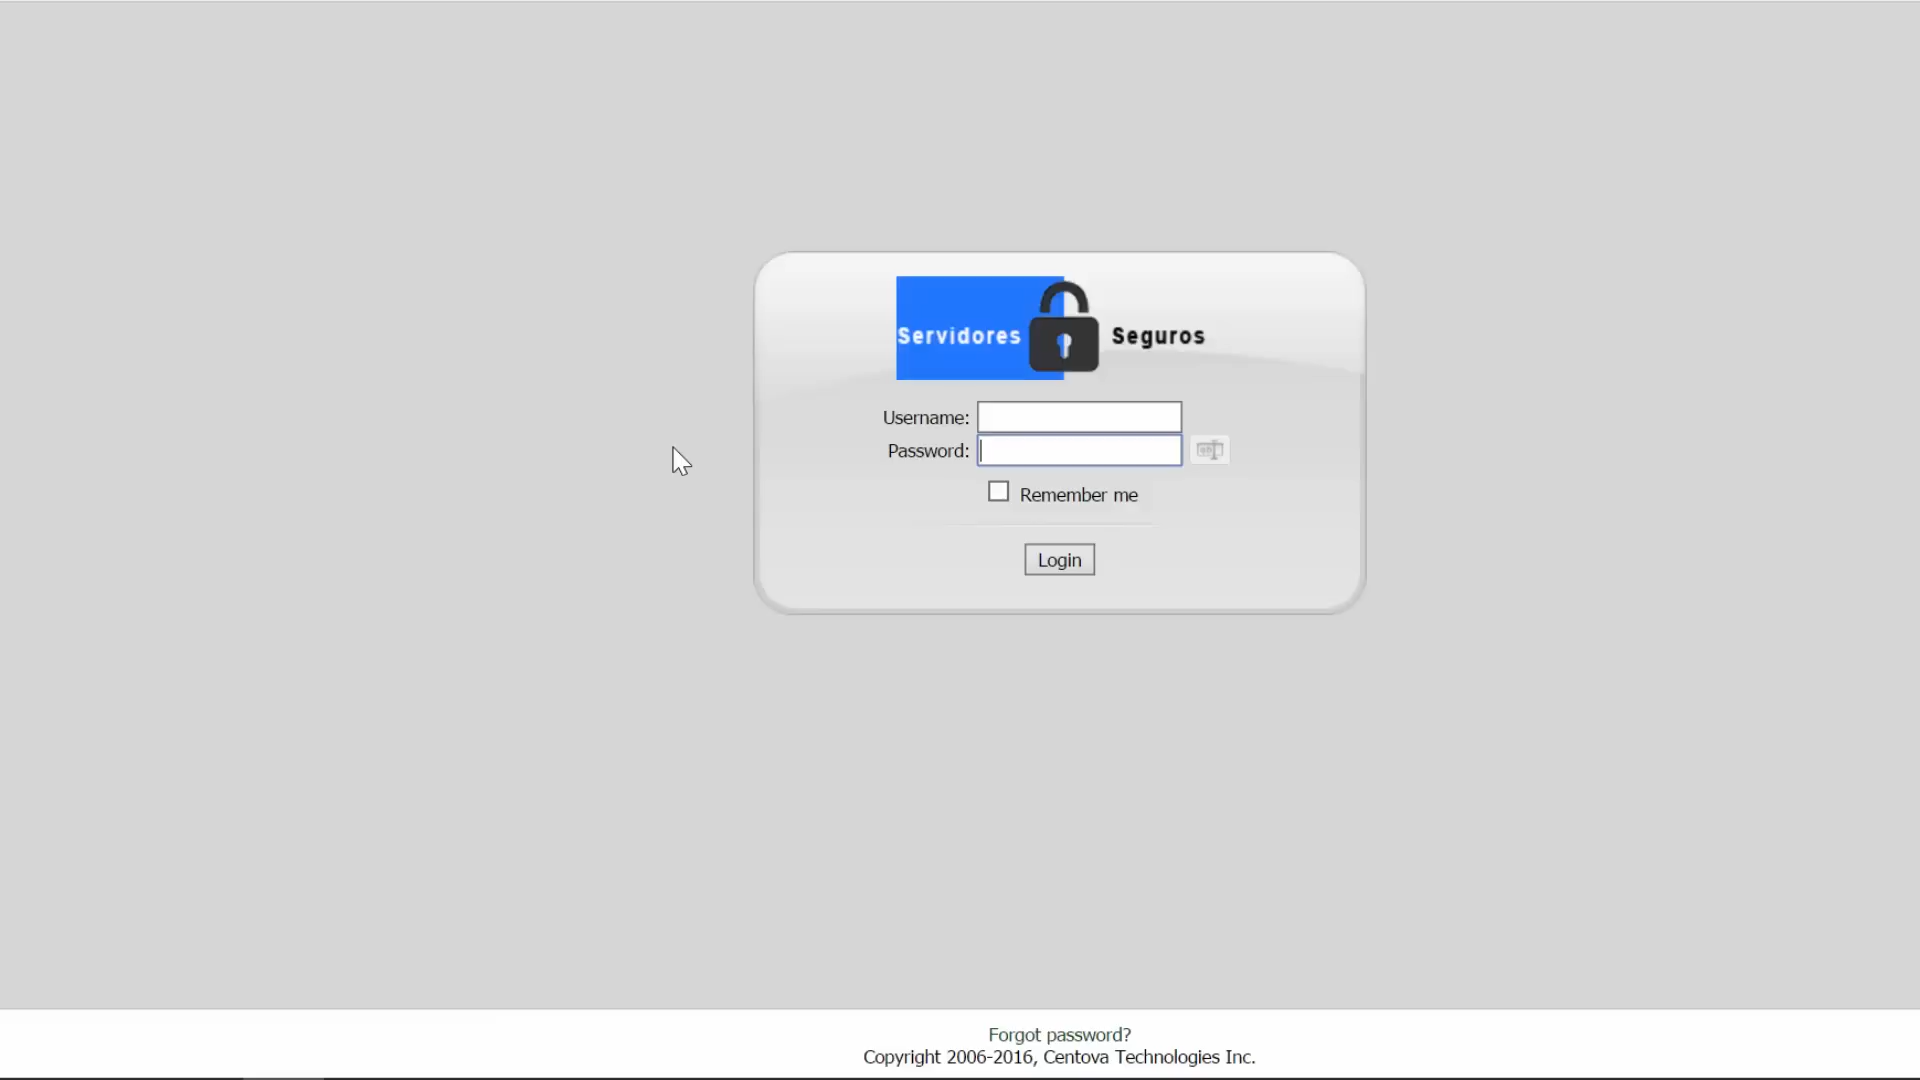 Servidores Seguros
Username:
Password:
Remember me
Login
Forgot password?
Copyright 2006-2016, Centova Technologies Inc.